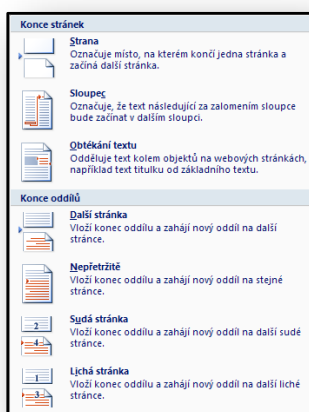 Konce stránek
Strana
Označuje místo, na kterém končí jedna stránka a
začíná další stránka.
Sloupec
Označuje, že text následující za zalomením sloupce
bude začínat v dalším sloupci.
Obtékání textu
Odděluje text kolem objektů na webových stránkách,
například text titulku od základního textu.
Konce oddílů
Další stránka
Vloží konec oddílu a zahájí nový oddíl na další
stránce.
Nepřetržitě
Vloží konec oddílu a zahájí nový oddíl na stejné
stránce.
2
4
Sudá stránka
Vloží konec oddílu a zahájí nový oddíl na další sudé
stránce.
1
3
Lichá stránka
Vloží konec oddílu a zahájí nový oddíl na další liché
stránce.